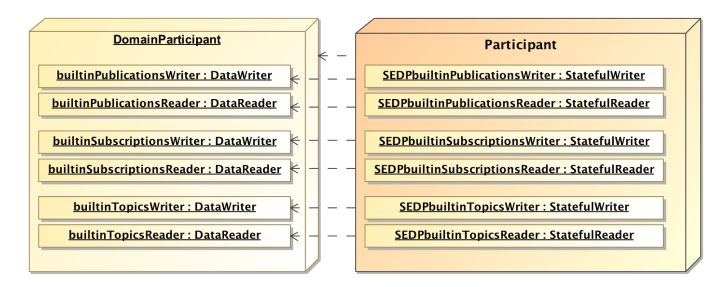 DomainParticipant
builtinPublicationsWriter : DataWriter
builtinPublicationsReader : DataReader
builtinSubscriptionsWriter : DataWriter
builtinSubscriptionsReader : DataReader
builtinTopicsWriter : DataWriter
builtinTopicsReader : DataReader
Participant
SEDPbuiltinPublicationsWriter : StatefulWriter
SEDPbuiltinPublicationsReader : StatefulReader
SEDPbuiltinSubscriptionsWriter : StatefulWriter
SEDPbuiltinSubscriptionsReader : StatefulReader
SEDPbuiltinTopicsWriter : StatefulWriter
SEDPbuiltinTopicsReader : StatefulReader